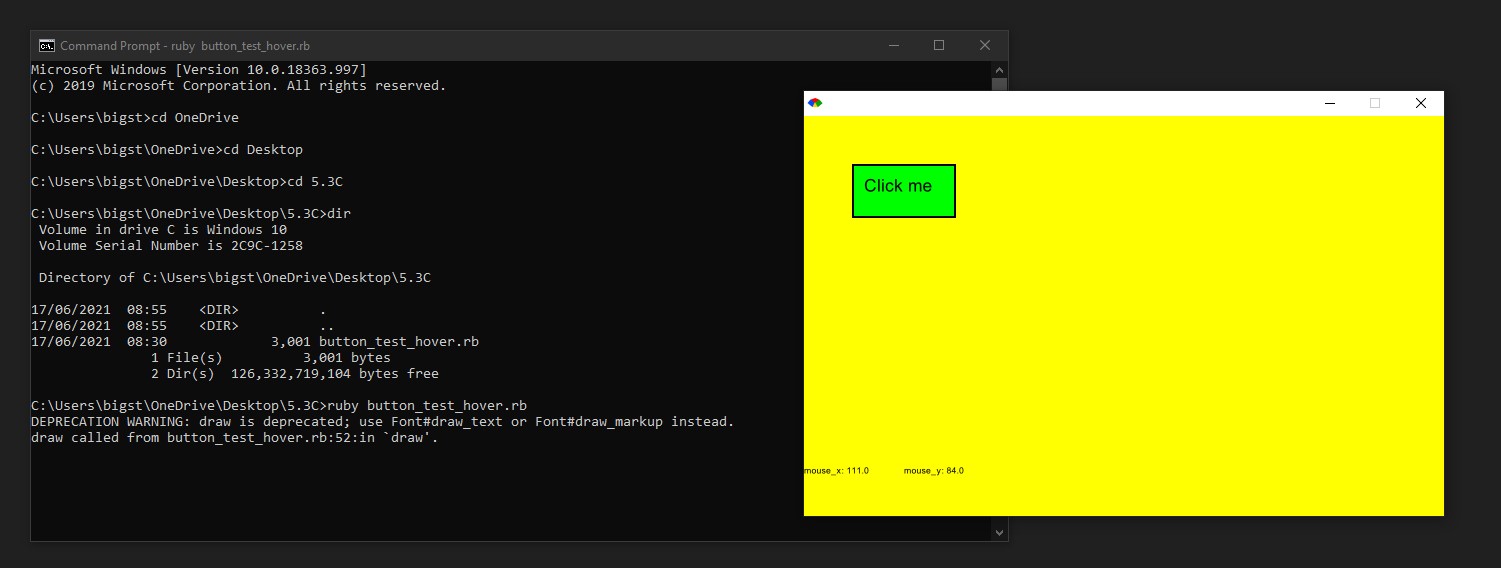 Command Prompt - ruby  button_test_hover.rb
Microsoft Windows [Version 10.0.18363.997]
(c) 2019 Microsoft Corporation. All rights reserved.
C:\Users\bigst>cd OneDrive
C:\Users\bigst\OneDrive>cd Desktop
C:\Users\bigst\OneDrive\Desktop>cd 5.3C
C:\Users\bigst\OneDrive\Desktop\5.3C>dir
 Volume in drive C is Windows 10
 Volume Serial Number is 2C9C-1258
 Directory of C:\Users\bigst\OneDrive\Desktop\5.3C
17/06/2021  08:55    <DIR>          .
17/06/2021  08:55    <DIR>          ..
17/06/2021  08:30             3,001 button_test_hover.rb
               1 File(s)          3,001 bytes
               2 Dir(s)  126,332,719,104 bytes free
C:\Users\bigst\OneDrive\Desktop\5.3C>ruby button_test_hover.rb
DEPRECATION WARNING: draw is deprecated; use Font#draw_text or Font#draw_markup instead.
draw called from button_test_hover.rb:52:in `draw'.
Click me
mouse_x: 111.0 mouse_y: 84.0